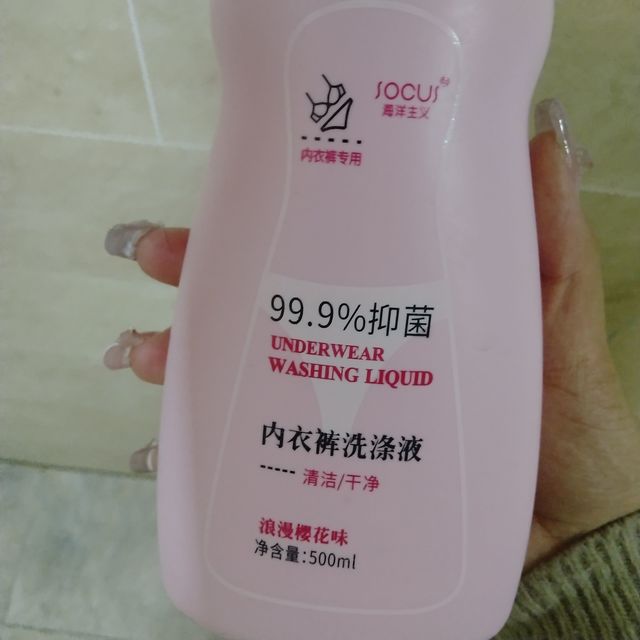 SOCUS
海洋主义
内衣裤专用
99.9%抑菌
UNDERWEAR
WASHING LIQUID
内衣裤洗涤液
清洁/干净
浪漫樱花味
净含量:500ml